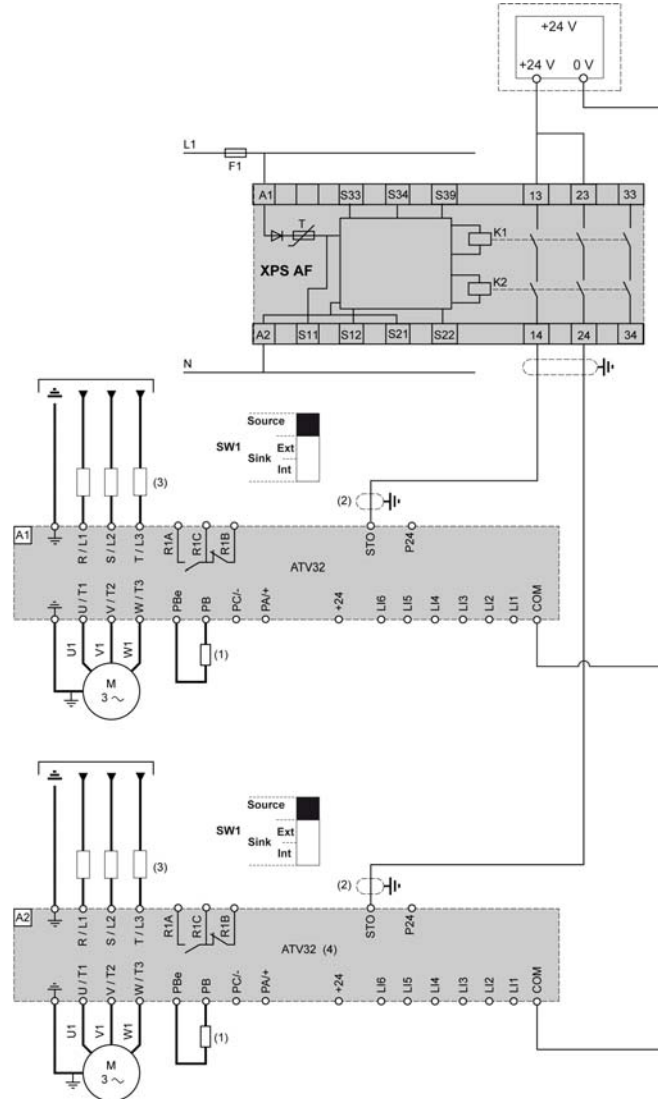 +24 V
+24 V 0 V
L1
F1
A1 S33 S34 S39 13 23 33
T
K1
XPS AF
K2
A2 S11 S12 S21 S22 14 24 34
N
Source
SW1 Sink Ext
Int
(3)
(2)
A1
R / L1 S / L2 T / L3 R1A R1C R1B STO P24
ATV32
U / T1 V / T2 W / T3 PBe PB PC/- PA/+ +24 LI6 LI5 LI4 LI3 LI2 LI1 COM
U1 V1 W1
(1)
M
3 ~
Source
SW1 Sink Ext
Int
(3)
(2)
A2
R / L1 S / L2 T / L3 R1A R1C R1B STO P24
ATV32 (4)
U / T1 V / T2 W / T3 PBe PB PC/- PA/+ +24 LI6 LI5 LI4 LI3 LI2 LI1 COM
U1 V1 W1
(1)
M
3 ~